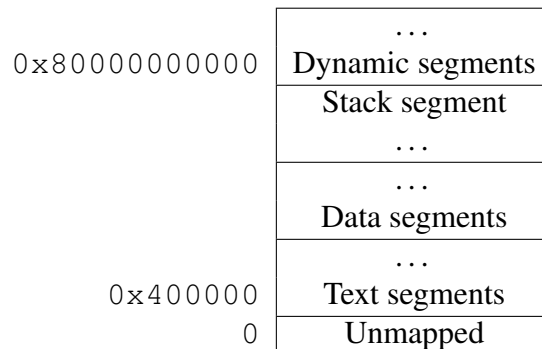 ...
0x80000000000 Dynamic segments
Stack segment
...
...
Data segments
...
0x400000 Text segments
0 Unmapped